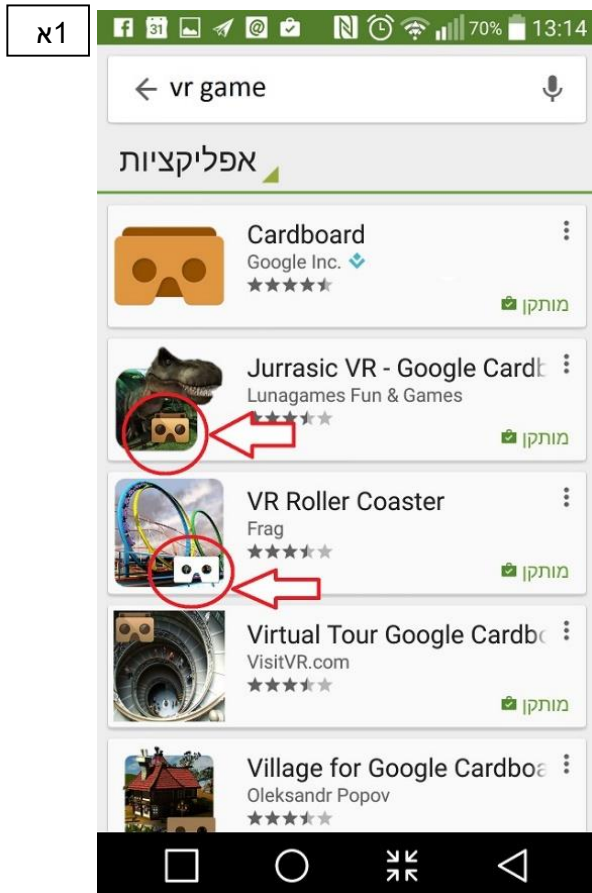 1א
70% 13:14
vr game
אפליקציות
Cardboard
Google Inc.
מותקן
Jurrasic VR - Google Cardb
Lunagames Fun & Games
מותקן
VR Roller Coaster
Frag
מותקן
Virtual Tour Google Cardbo
VisitVR.com
מותקן
Village for Google Cardboa
Oleksandr Popov